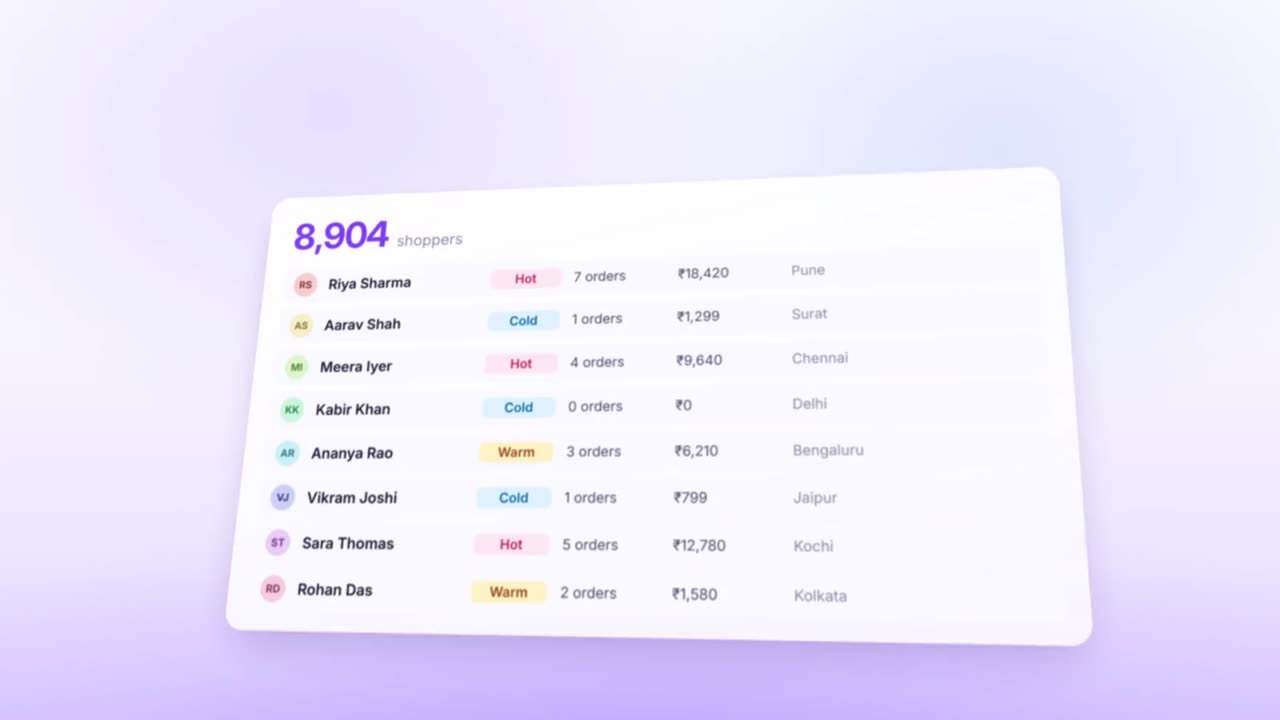 8,904 shoppers
RS Riya Sharma Hot 7 orders ₹18,420 Pune
AS Aarav Shah Cold 1 orders ₹1,299 Surat
MI Meera Iyer Hot 4 orders ₹9,640 Chennai
KK Kabir Khan Cold 0 orders ₹0 Delhi
AR Ananya Rao Warm 3 orders ₹6,210 Bengaluru
VJ Vikram Joshi Cold 1 orders ₹799 Jaipur
ST Sara Thomas Hot 5 orders ₹12,780 Kochi
RD Rohan Das Warm 2 orders ₹1,580 Kolkata